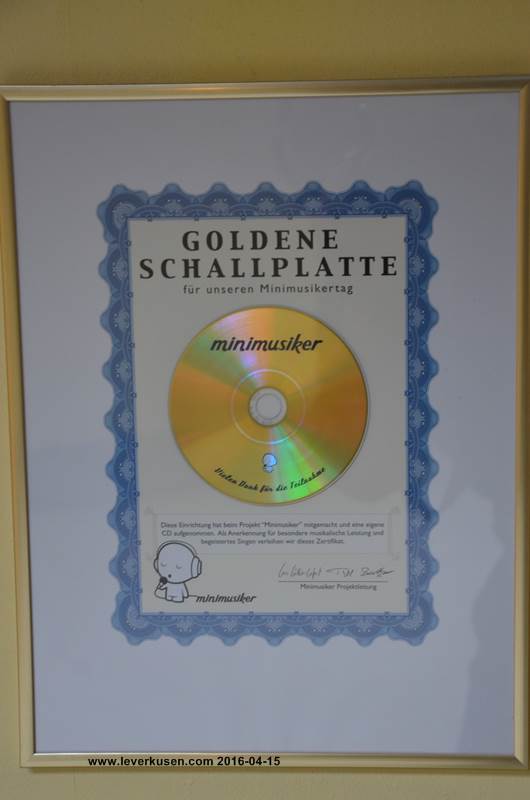 GOLDENE
SCHALLPLATTE
für unseren Minimusikertag
minimusiker
Vielen Dank für die Teilnahme
Diese Einrichtung hat beim Projekt "Minimusiker" mitgemacht und eine eigene
CD aufgenommen. Als Anerkennung für besondere musikalische Leistung und
begeistertes Singen verleihen wir dieses Zertifikat.
minimusiker
Minimusiker Projektleitung
www.leverkusen.com 2016-04-15